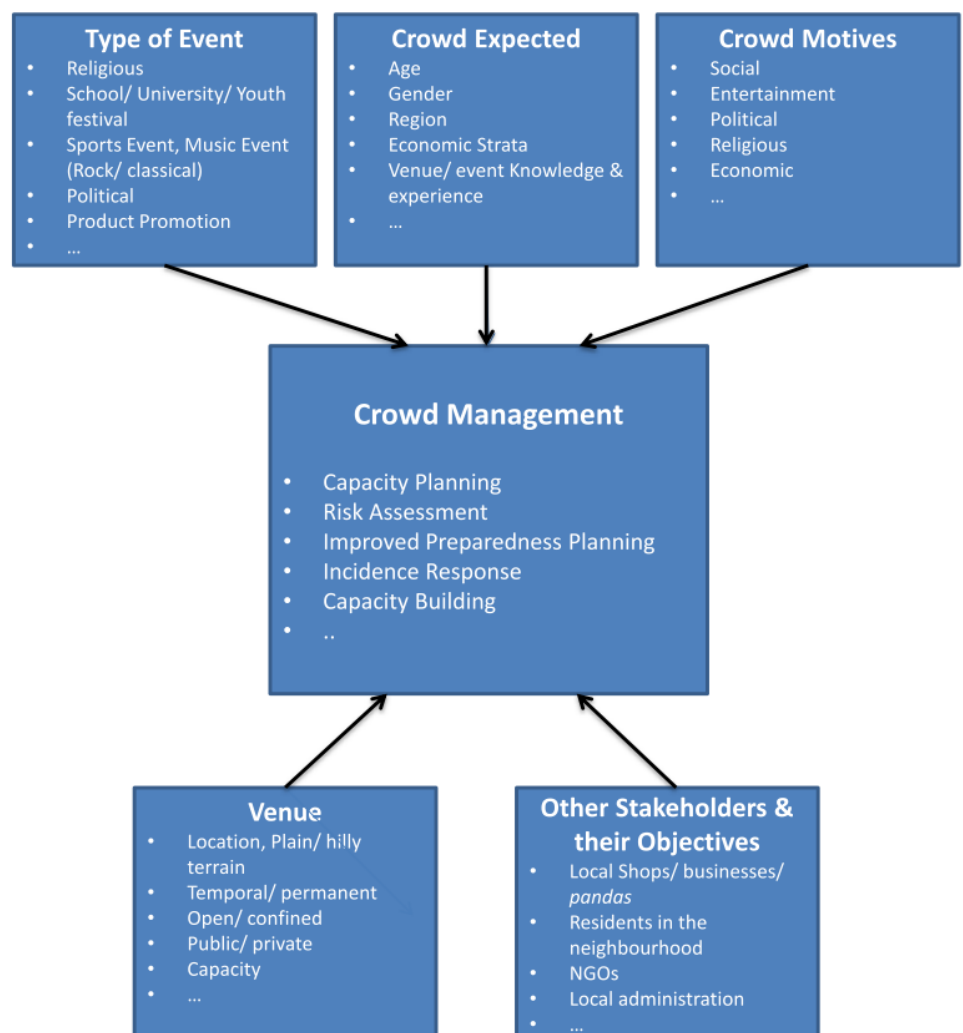 Type of Event
• Religious
• School/ University/ Youth
festival
• Sports Event, Music Event
(Rock/ classical)
• Political
• Product Promotion
• ...
Crowd Expected
• Age
• Gender
• Region
• Economic Strata
• Venue/ event Knowledge &
experience
• ...
Crowd Motives
• Social
• Entertainment
• Political
• Religious
• Economic
• ...
Crowd Management
• Capacity Planning
• Risk Assessment
• Improved Preparedness Planning
• Incidence Response
• Capacity Building
• ..
Venue
• Location, Plain/ hilly
terrain
• Temporal/ permanent
• Open/ confined
• Public/ private
• Capacity
• ...
Other Stakeholders &
their Objectives
• Local Shops/ businesses/
pandas
• Residents in the
neighbourhood
• NGOs
• Local administration
• ...